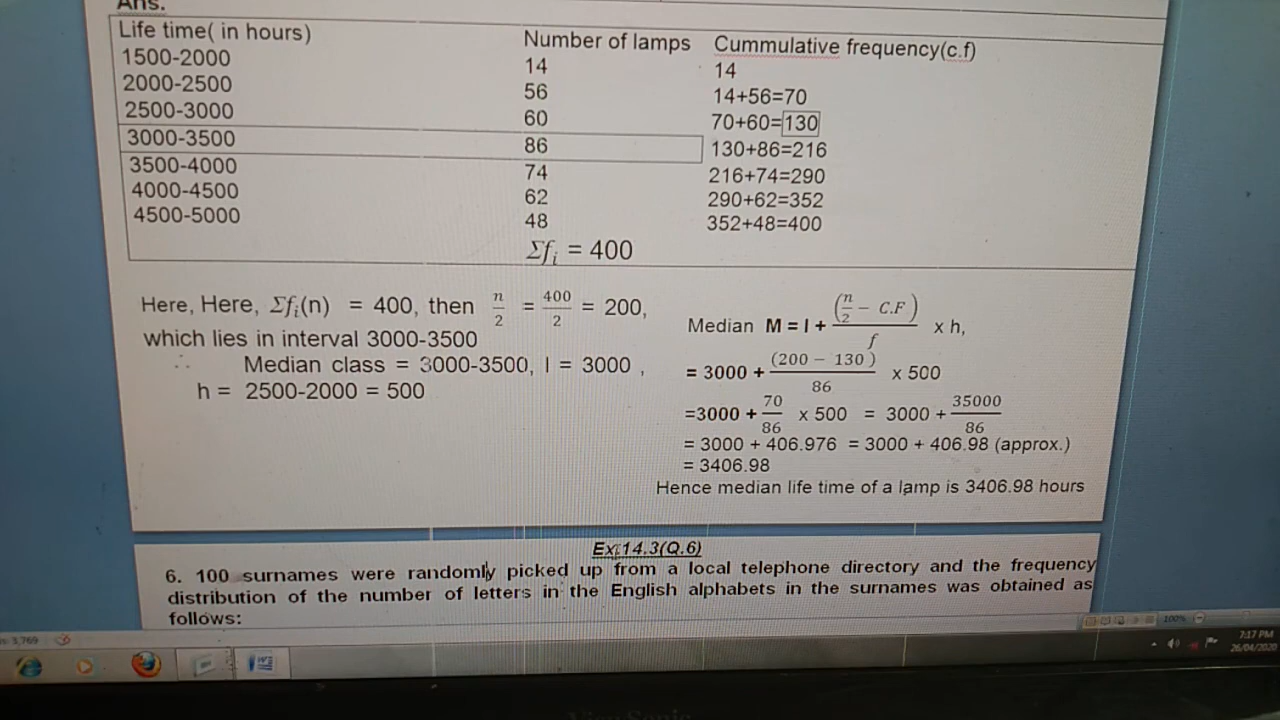 Ans.
Life time( in hours) Number of lamps Cummulative frequency(c.f)
1500-2000 14 14
2000-2500 56 14+56=70
2500-3000 60 70+60=130
3000-3500 86 130+86=216
3500-4000 74 216+74=290
4000-4500 62 290+62=352
4500-5000 48 352+48=400
Σfᵢ = 400
Here, Here, Σfᵢ(n) = 400, then n/2 = 400/2 = 200,
which lies in interval 3000-3500
∴ Median class = 3000-3500, l = 3000 ,
h = 2500-2000 = 500
Median M = l + (n/2 − C.F)/f x h,
= 3000 + (200 − 130 )/86 x 500
=3000 + 70/86 x 500 = 3000 + 35000/86
= 3000 + 406.976 = 3000 + 406.98 (approx.)
= 3406.98
Hence median life time of a lamp is 3406.98 hours
Ex:14.3(Q.6)
6. 100 surnames were randomly picked up from a local telephone directory and the frequency
distribution of the number of letters in the English alphabets in the surnames was obtained as
follows:
3,769
100%
7:17 PM
26/04/2020
ViewSonic